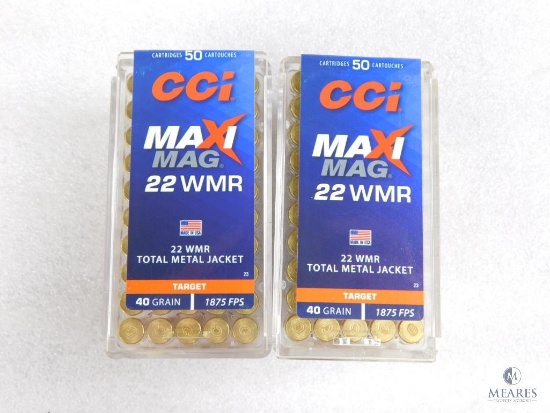 CARTRIDGES 50 CARTOUCHES
CCI
MAXI
MAG
22 WMR
MADE IN USA
22 WMR
TOTAL METAL JACKET
23
TARGET
40 GRAIN 1875 FPS
CARTRIDGES 50 CARTOUCHES
CCI
MAXI
MAG
22 WMR
MADE IN USA
22 WMR
TOTAL METAL JACKET
23
TARGET
40 GRAIN 1875 FPS
MEARES